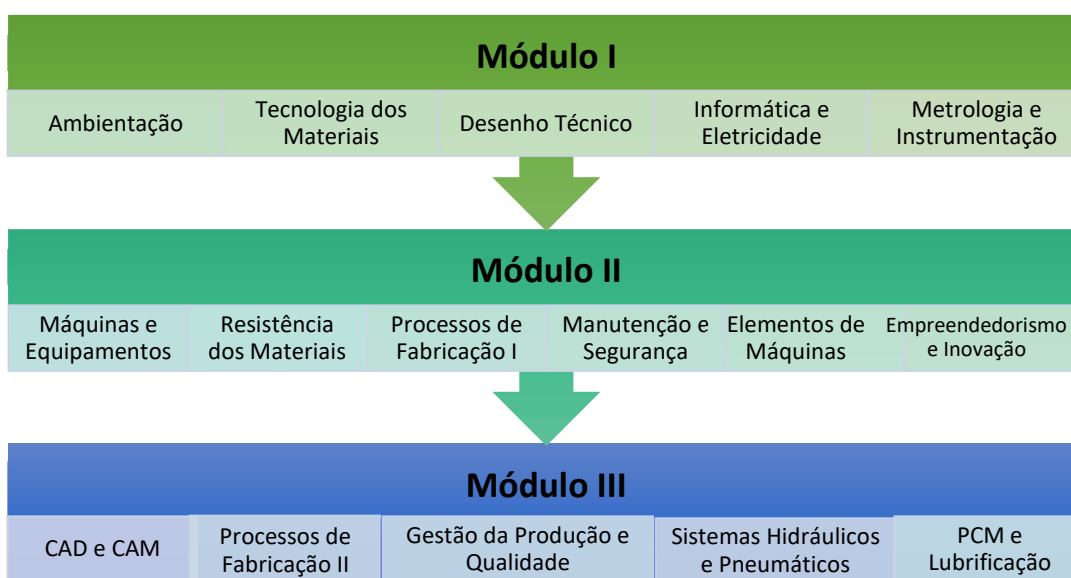 Módulo I
Ambientação
Tecnologia dos
Materiais
Desenho Técnico
Informática e
Eletricidade
Metrologia e
Instrumentação
Módulo II
Máquinas e
Equipamentos
Resistência
dos Materiais
Processos de
Fabricação I
Manutenção e
Segurança
Elementos de
Máquinas
Empreendedorismo
e Inovação
Módulo III
CAD e CAM
Processos de
Fabricação II
Gestão da Produção e
Qualidade
Sistemas Hidráulicos
e Pneumáticos
PCM e
Lubrificação